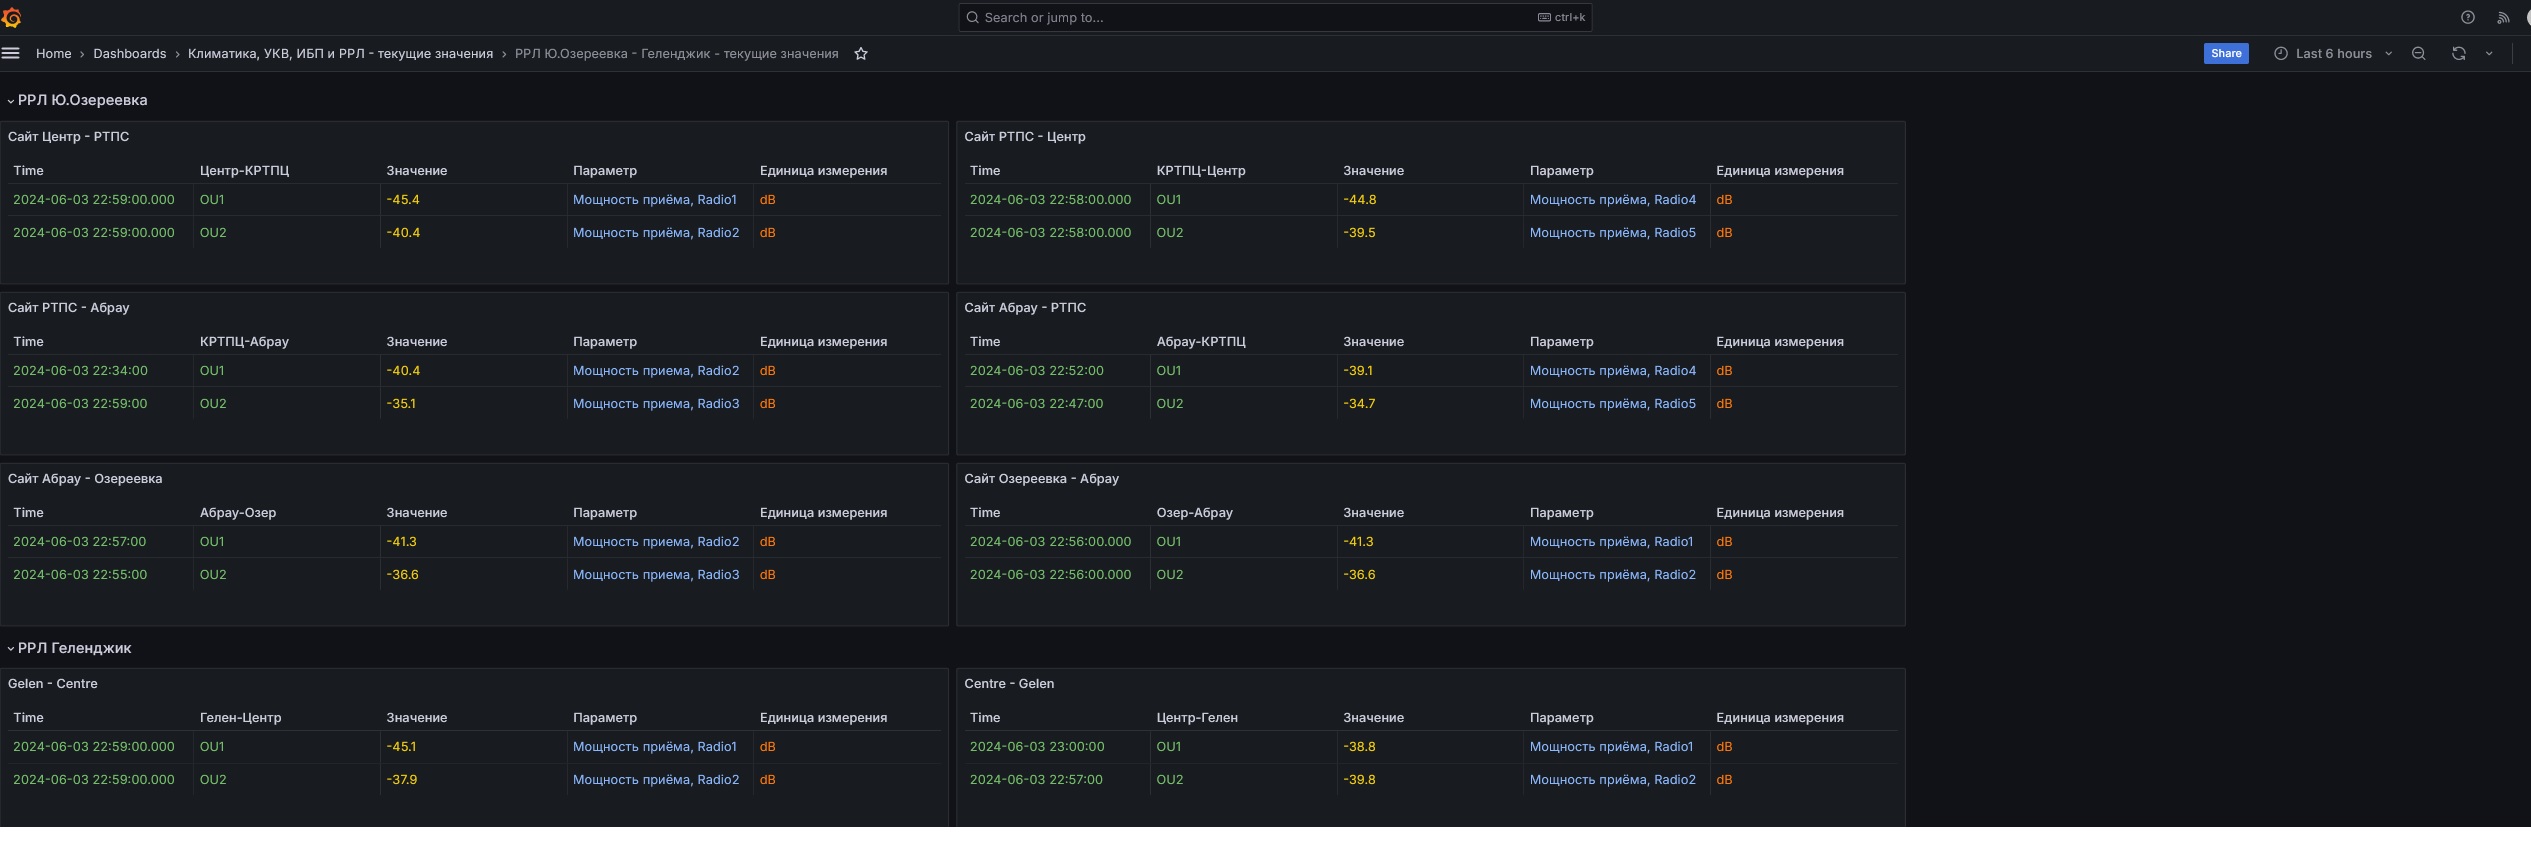 Search or jump to... ctrl+k
Home › Dashboards › Климатика, УКВ, ИБП и РРЛ - текущие значения › РРЛ Ю.Озереевка - Геленджик - текущие значения Share Last 6 hours
РРЛ Ю.Озереевка
Сайт Центр - РТПС
Time Центр-КРТПЦ Значение Параметр Единица измерения
2024-06-03 22:59:00.000 OU1 -45.4 Мощность приёма, Radio1 dB
2024-06-03 22:59:00.000 OU2 -40.4 Мощность приёма, Radio2 dB
Сайт РТПС - Центр
Time КРТПЦ-Центр Значение Параметр Единица измерения
2024-06-03 22:58:00.000 OU1 -44.8 Мощность приёма, Radio4 dB
2024-06-03 22:58:00.000 OU2 -39.5 Мощность приёма, Radio5 dB
Сайт РТПС - Абрау
Time КРТПЦ-Абрау Значение Параметр Единица измерения
2024-06-03 22:34:00 OU1 -40.4 Мощность приема, Radio2 dB
2024-06-03 22:59:00 OU2 -35.1 Мощность приема, Radio3 dB
Сайт Абрау - РТПС
Time Абрау-КРТПЦ Значение Параметр Единица измерения
2024-06-03 22:52:00 OU1 -39.1 Мощность приёма, Radio4 dB
2024-06-03 22:47:00 OU2 -34.7 Мощность приёма, Radio5 dB
Сайт Абрау - Озереевка
Time Абрау-Озер Значение Параметр Единица измерения
2024-06-03 22:57:00 OU1 -41.3 Мощность приема, Radio2 dB
2024-06-03 22:55:00 OU2 -36.6 Мощность приема, Radio3 dB
Сайт Озереевка - Абрау
Time Озер-Абрау Значение Параметр Единица измерения
2024-06-03 22:56:00.000 OU1 -41.3 Мощность приёма, Radio1 dB
2024-06-03 22:56:00.000 OU2 -36.6 Мощность приёма, Radio2 dB
РРЛ Геленджик
Gelen - Centre
Time Гелен-Центр Значение Параметр Единица измерения
2024-06-03 22:59:00.000 OU1 -45.1 Мощность приёма, Radio1 dB
2024-06-03 22:59:00.000 OU2 -37.9 Мощность приёма, Radio2 dB
Centre - Gelen
Time Центр-Гелен Значение Параметр Единица измерения
2024-06-03 23:00:00 OU1 -38.8 Мощность приёма, Radio1 dB
2024-06-03 22:57:00 OU2 -39.8 Мощность приёма, Radio2 dB